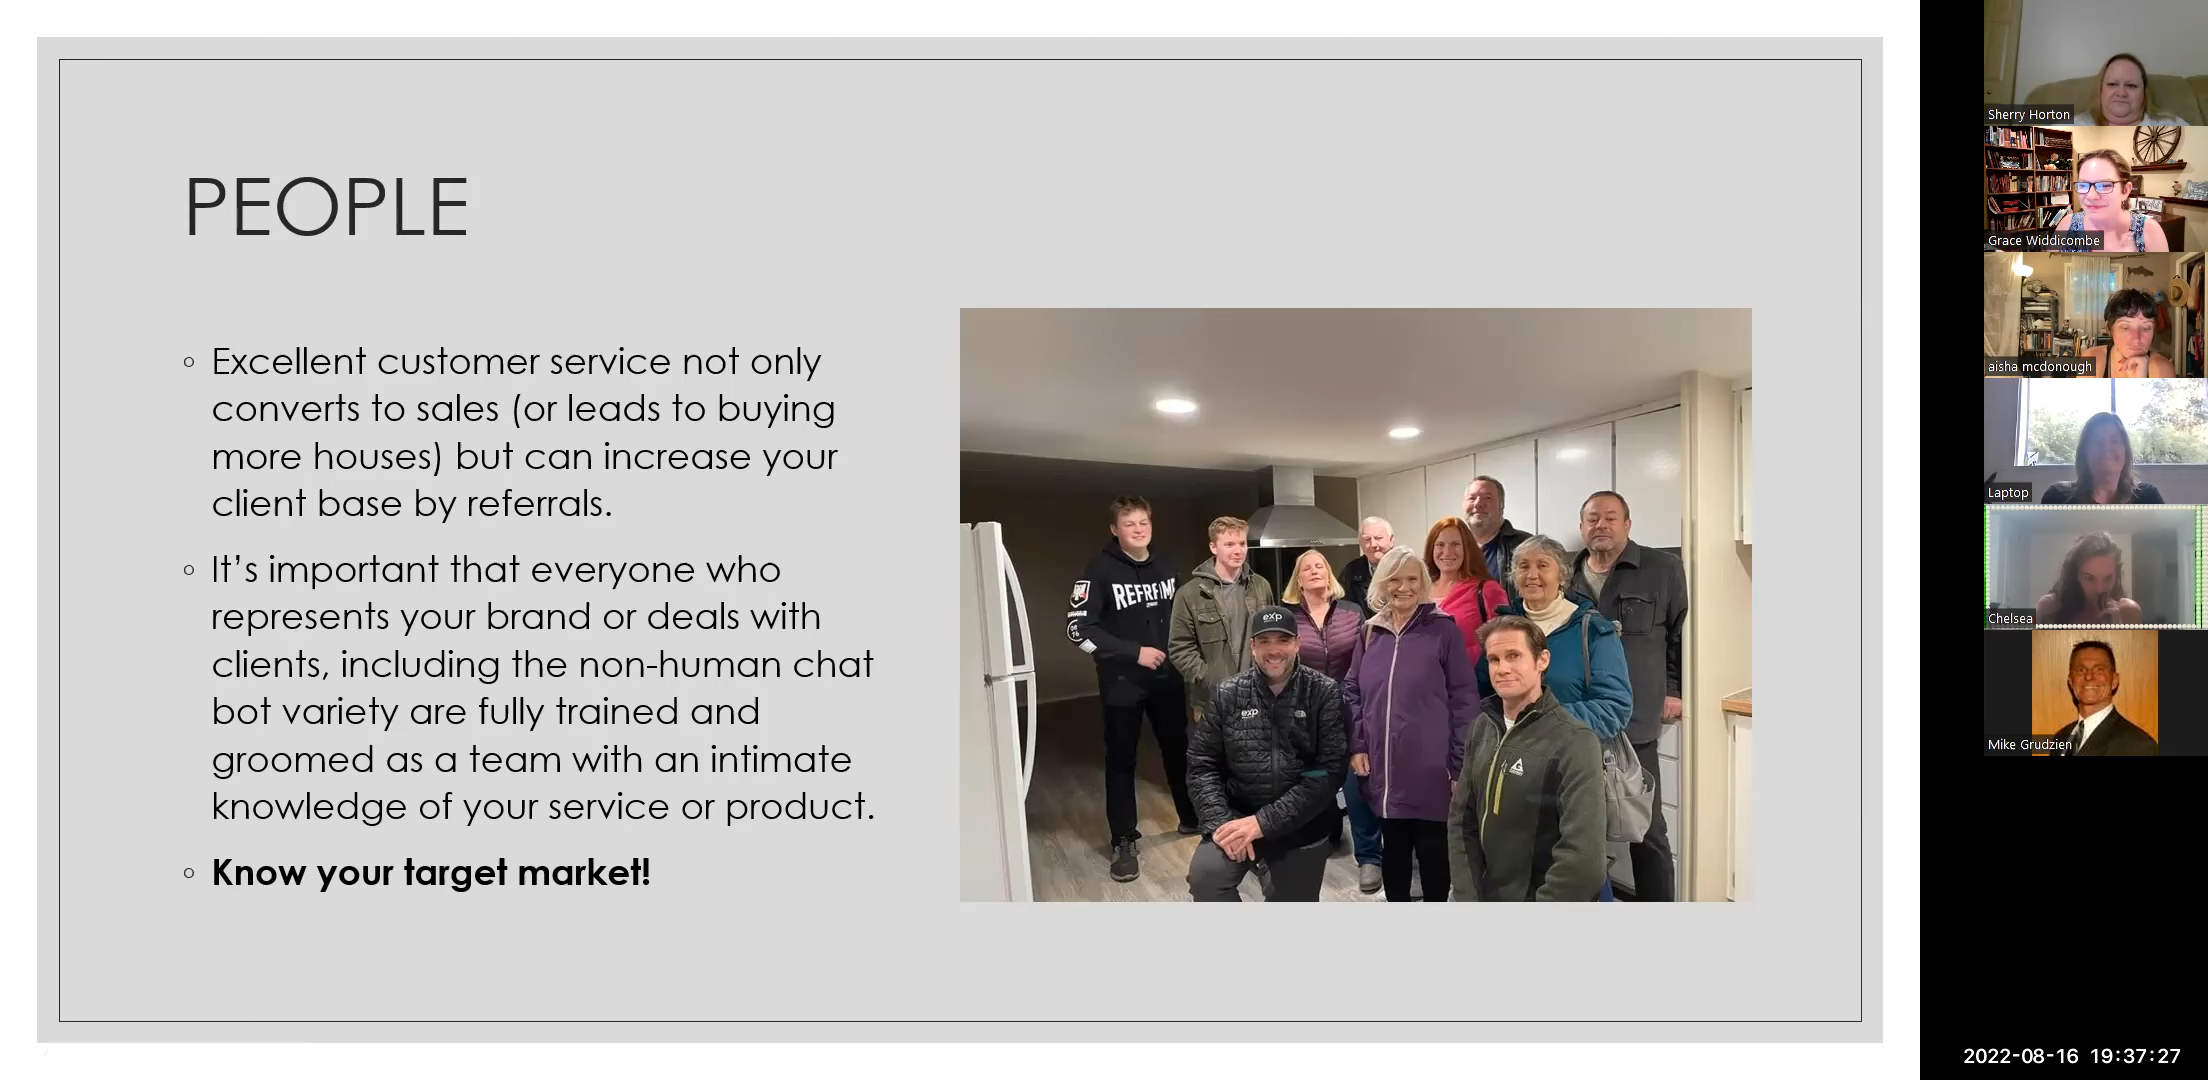 PEOPLE
◦ Excellent customer service not only
converts to sales (or leads to buying
more houses) but can increase your
client base by referrals.
◦ It’s important that everyone who
represents your brand or deals with
clients, including the non-human chat
bot variety are fully trained and
groomed as a team with an intimate
knowledge of your service or product.
◦ Know your target market!
REFRAME
exp
exp
Sherry Horton
Grace Widdicombe
aisha mcdonough
Laptop
Chelsea
Mike Grudzien
2022-08-16 19:37:27